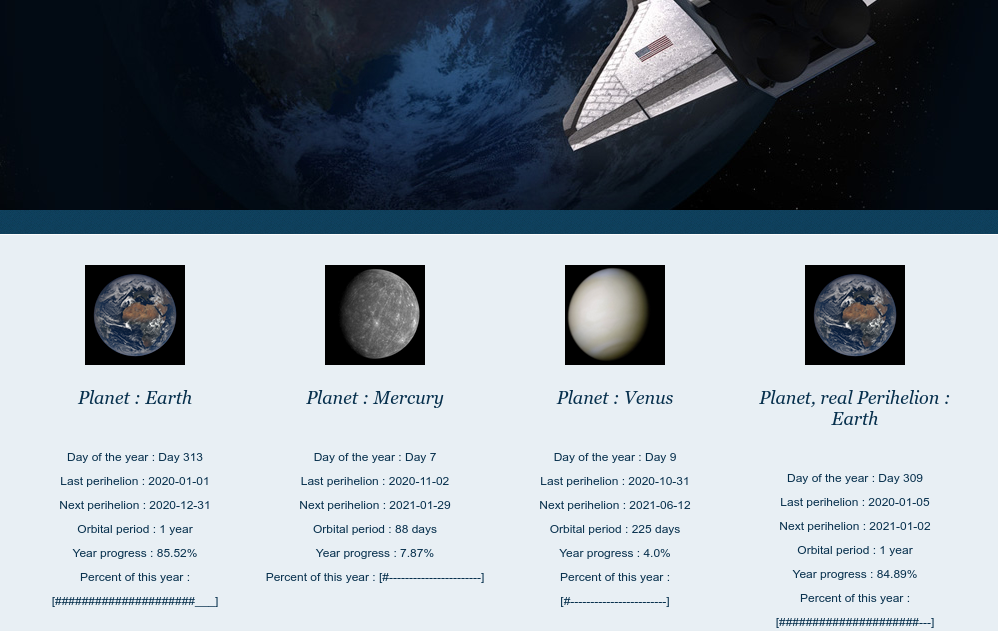 Planet : Earth
Day of the year : Day 313
Last perihelion : 2020-01-01
Next perihelion : 2020-12-31
Orbital period : 1 year
Year progress : 85.52%
Percent of this year :
[#####################___]
Planet : Mercury
Day of the year : Day 7
Last perihelion : 2020-11-02
Next perihelion : 2021-01-29
Orbital period : 88 days
Year progress : 7.87%
Percent of this year : [#-----------------------]
Planet : Venus
Day of the year : Day 9
Last perihelion : 2020-10-31
Next perihelion : 2021-06-12
Orbital period : 225 days
Year progress : 4.0%
Percent of this year :
[#------------------------]
Planet, real Perihelion :
Earth
Day of the year : Day 309
Last perihelion : 2020-01-05
Next perihelion : 2021-01-02
Orbital period : 1 year
Year progress : 84.89%
Percent of this year :
[#####################---]